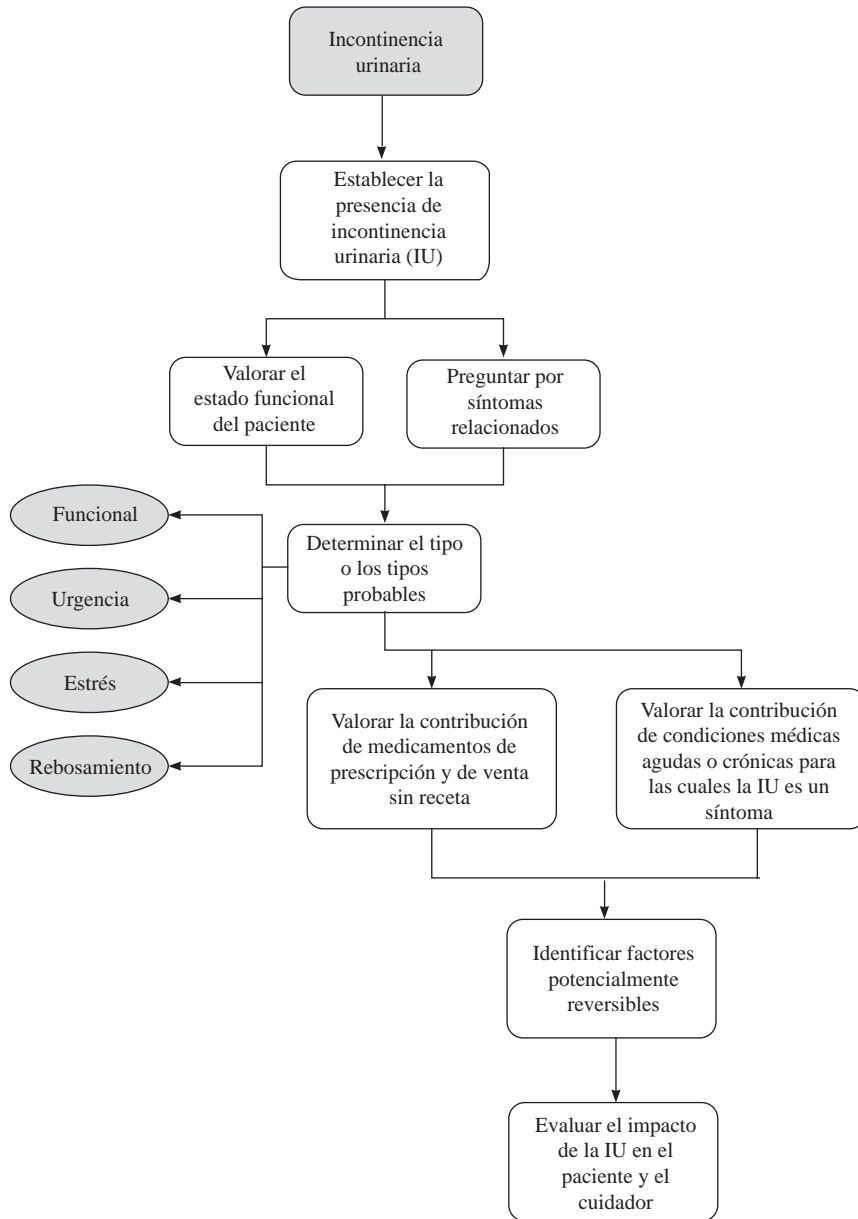 Incontinencia
urinaria
Establecer la
presencia de
incontinencia
urinaria (IU)
Valorar el
estado funcional
del paciente
Preguntar por
síntomas
relacionados
Funcional
Urgencia
Estrés
Rebosamiento
Determinar el tipo
o los tipos
probables
Valorar la contribución
de medicamentos de
prescripción y de venta
sin receta
Valorar la contribución
de condiciones médicas
agudas o crónicas para
las cuales la IU es un
síntoma
Identificar factores
potencialmente
reversibles
Evaluar el impacto
de la IU en el
paciente y el
cuidador